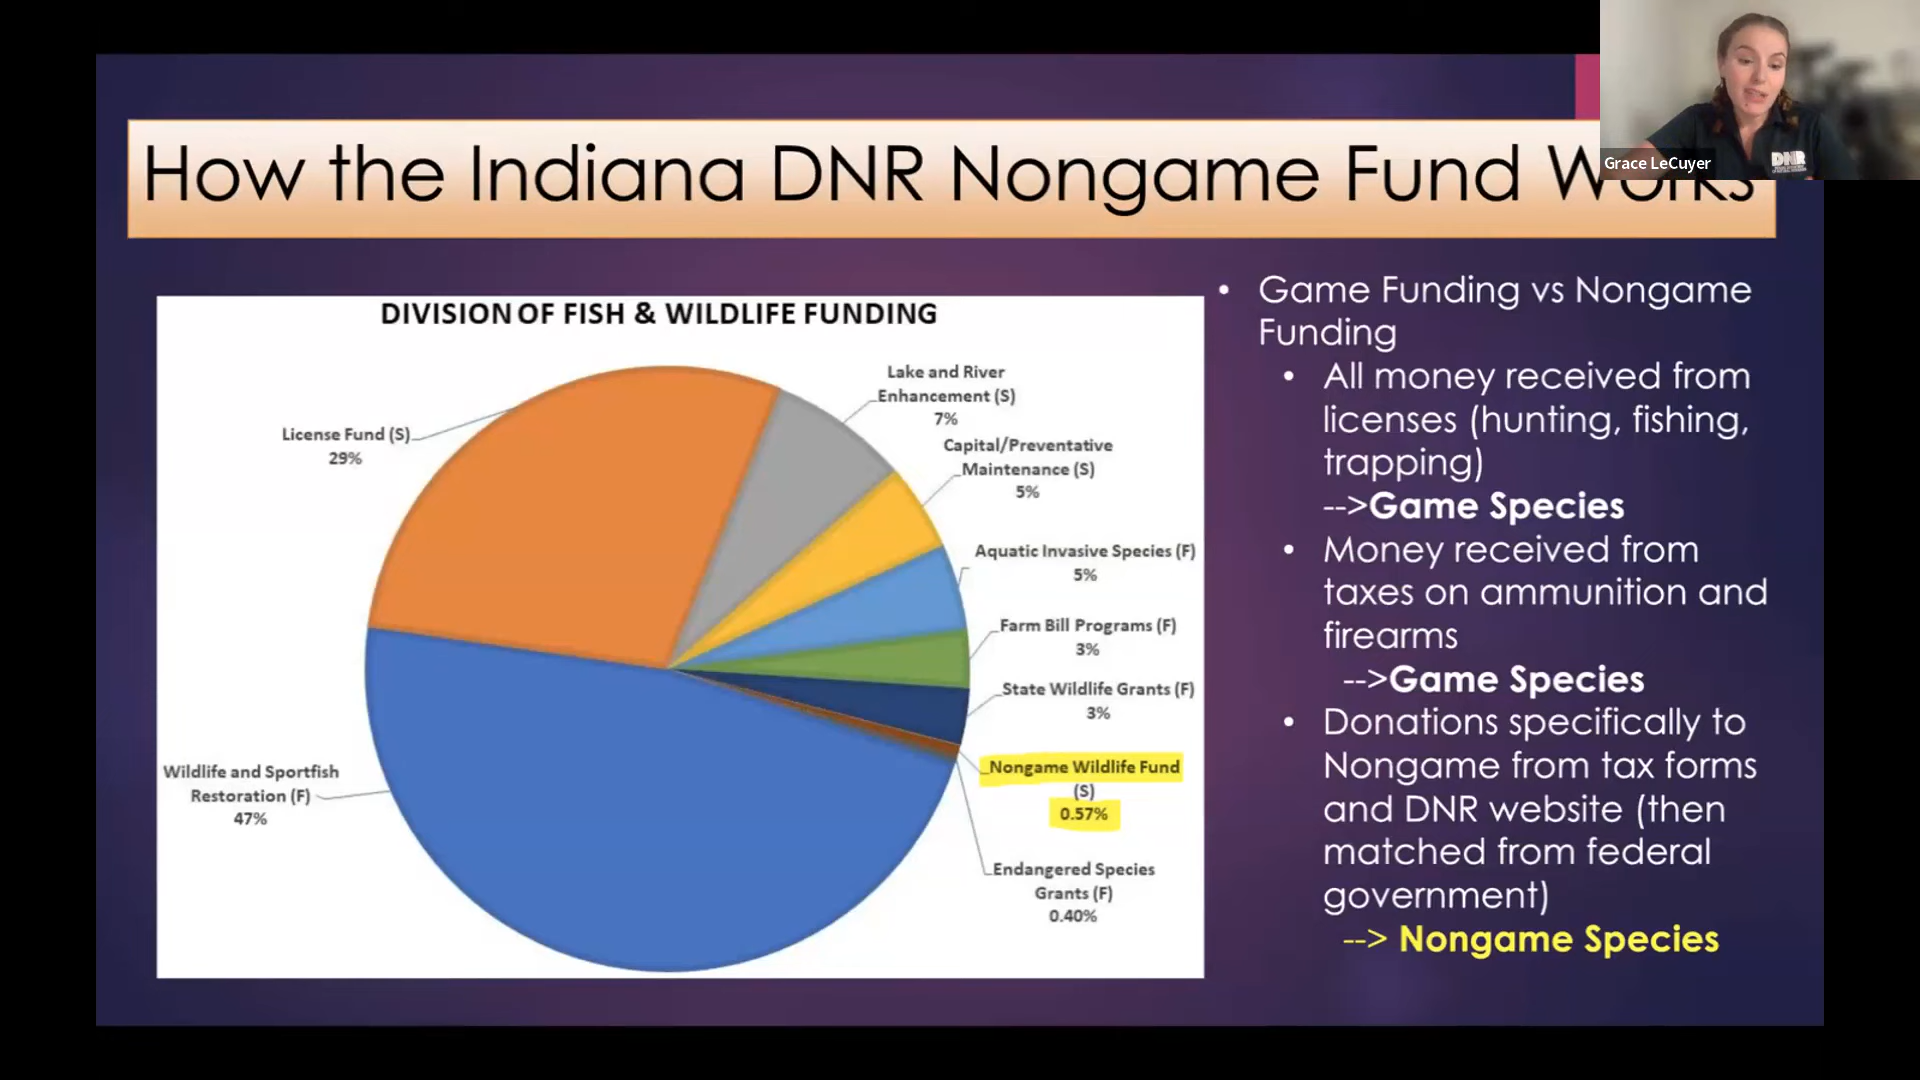 Grace LeCuyer
DNR
How the Indiana DNR Nongame Fund Works
DIVISION OF FISH & WILDLIFE FUNDING
License Fund (S)
29%
Lake and River
Enhancement (S)
7%
Capital/Preventative
Maintenance (S)
5%
Aquatic Invasive Species (F)
5%
Farm Bill Programs (F)
3%
State Wildlife Grants (F)
3%
Nongame Wildlife Fund
(S)
0.57%
Endangered Species
Grants (F)
0.40%
Wildlife and Sportfish
Restoration (F)
47%
• Game Funding vs Nongame
Funding
• All money received from
licenses (hunting, fishing,
trapping)
-->Game Species
• Money received from
taxes on ammunition and
firearms
-->Game Species
• Donations specifically to
Nongame from tax forms
and DNR website (then
matched from federal
government)
--> Nongame Species